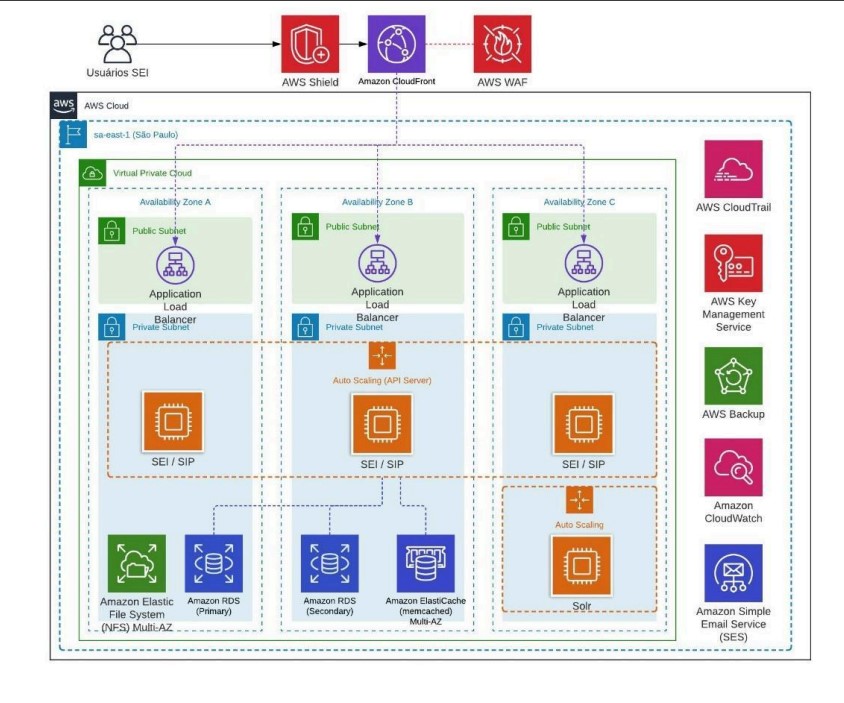 Usuários SEI
AWS Shield
Amazon CloudFront
AWS WAF
aws
AWS Cloud
sa-east-1 (São Paulo)
Virtual Private Cloud
Availability Zone A
Availability Zone B
Availability Zone C
Public Subnet
Public Subnet
Public Subnet
Application
Load
Balancer
Application
Load
Balancer
Application
Load
Balancer
Private Subnet
Private Subnet
Private Subnet
Auto Scaling (API Server)
SEI / SIP
SEI / SIP
SEI / SIP
Auto Scaling
Solr
Amazon Elastic
File System
(NFS) Multi-AZ
Amazon RDS
(Primary)
Amazon RDS
(Secondary)
Amazon ElastiCache
(memcached)
Multi-AZ
AWS CloudTrail
AWS Key
Management
Service
AWS Backup
Amazon
CloudWatch
Amazon Simple
Email Service
(SES)